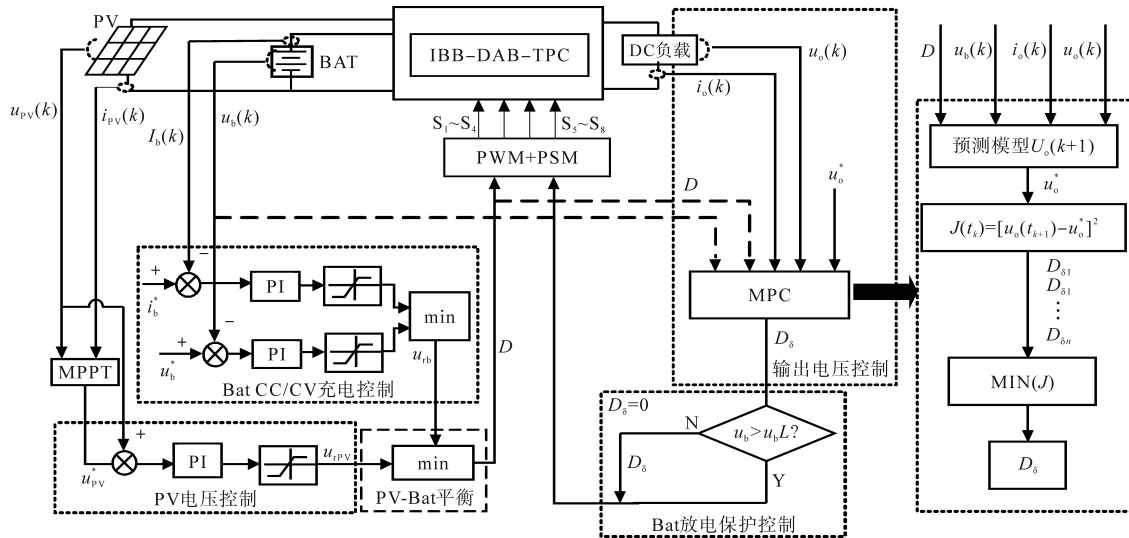 PV
BAT
IBB-DAB-TPC
DC负载
u_PV(k)
i_PV(k)
I_b(k)
u_b(k)
S_1~S_4
S_5~S_8
PWM+PSM
u_o(k)
i_o(k)
u_o^*
D
D
u_b(k)
i_o(k)
u_o(k)
预测模型U_o(k+1)
u_o^*
J(t_k)=[u_o(t_{k+1})-u_o^*]^2
D_δ1
D_δ1
⋮
D_δn
MIN(J)
D_δ
MPC
D_δ
输出电压控制
+
−
i_b^*
PI
min
+
−
u_b^*
PI
u_rb
D
Bat CC/CV充电控制
MPPT
+
u_PV^*
PI
u_rPV
min
PV电压控制
PV-Bat平衡
D_δ=0
N
u_b>u_bL?
D_δ
Y
Bat放电保护控制